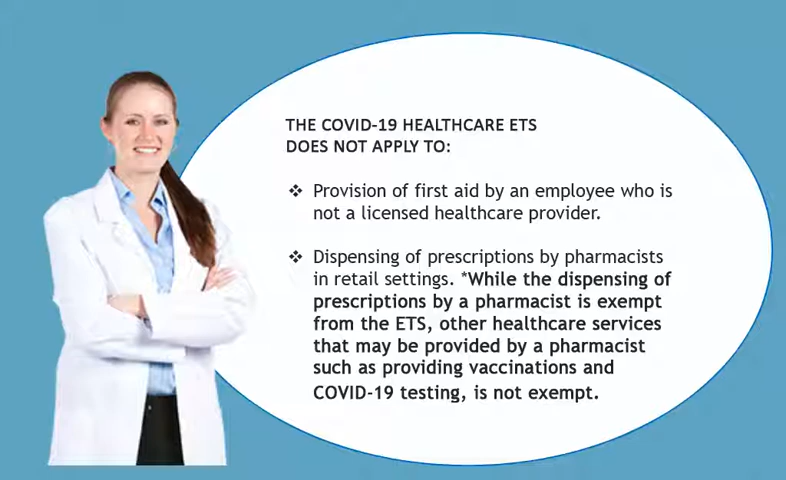 THE COVID-19 HEALTHCARE ETS
DOES NOT APPLY TO:
❖ Provision of first aid by an employee who is
not a licensed healthcare provider.
❖ Dispensing of prescriptions by pharmacists
in retail settings. *While the dispensing of
prescriptions by a pharmacist is exempt
from the ETS, other healthcare services
that may be provided by a pharmacist
such as providing vaccinations and
COVID-19 testing, is not exempt.